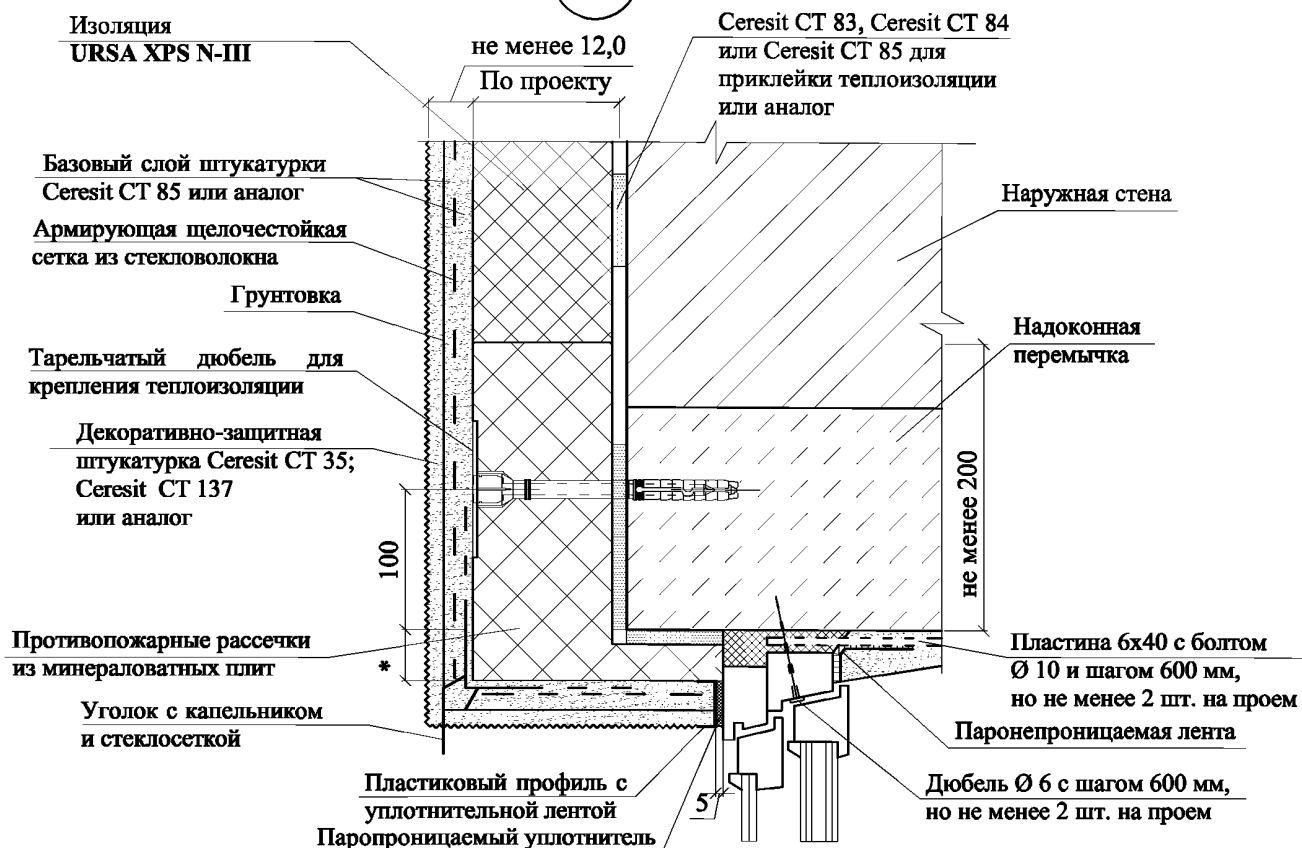 Изоляция
URSA XPS N-III
не менее 12,0
По проекту
Ceresit CT 83, Ceresit CT 84
или Ceresit CT 85 для
приклейки теплоизоляции
или аналог
Базовый слой штукатурки
Ceresit CT 85 или аналог
Армирующая щелочестойкая
сетка из стекловолокна
Грунтовка
Тарельчатый дюбель для
крепления теплоизоляции
Декоративно-защитная
штукатурка Ceresit CT 35;
Ceresit CT 137
или аналог
Наружная стена
Надоконная
перемычка
не менее 200
100
*
Противопожарные рассечки
из минераловатных плит
Уголок с капельником
и стеклосеткой
Пластиковый профиль с
уплотнительной лентой
Паропроницаемый уплотнитель
5
Пластина 6х40 с болтом
Ø 10 и шагом 600 мм,
но не менее 2 шт. на проем
Паронепроницаемая лента
Дюбель Ø 6 с шагом 600 мм,
но не менее 2 шт. на проем